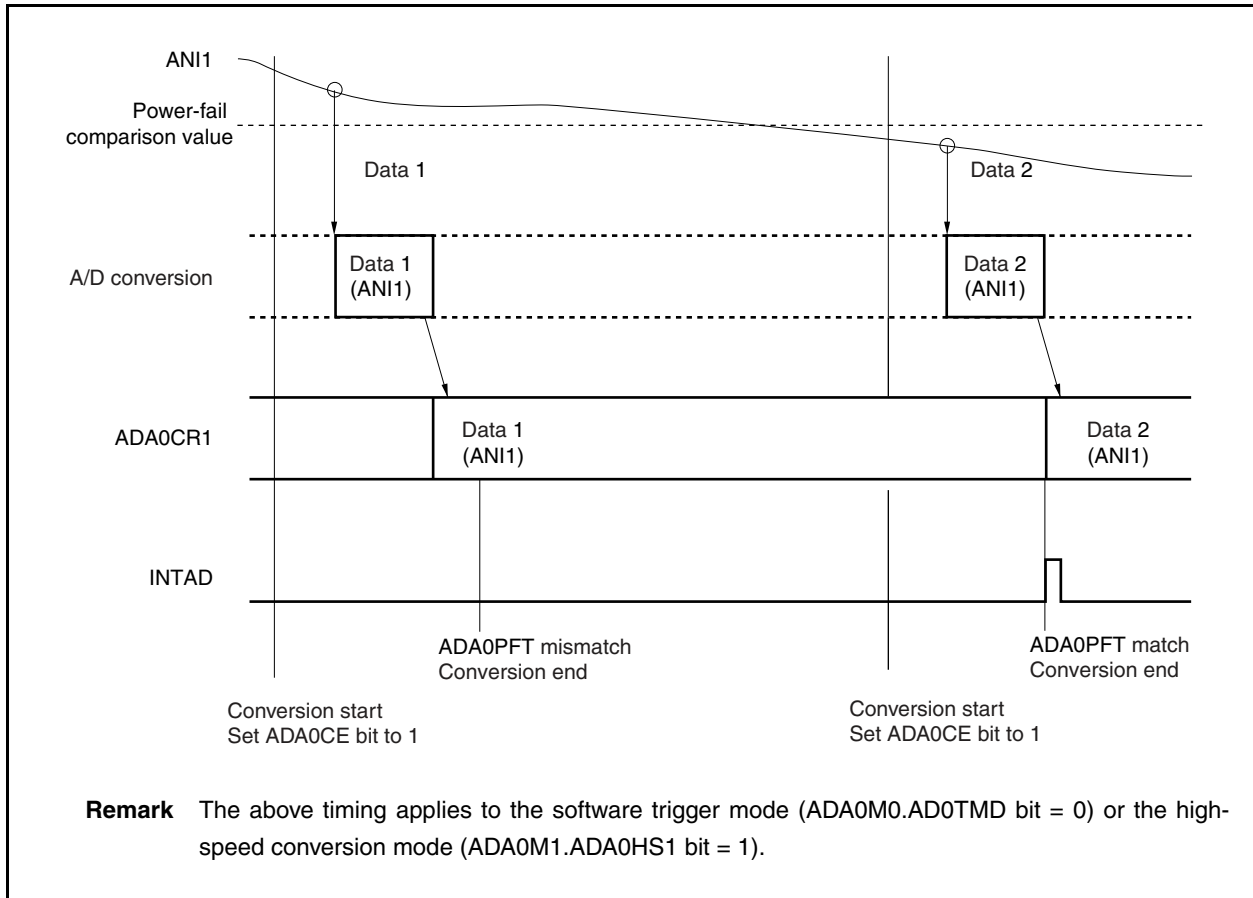 ANI1
Power-fail
comparison value
Data 1
Data 2
A/D conversion
Data 1
(ANI1)
Data 2
(ANI1)
ADA0CR1
Data 1
(ANI1)
Data 2
(ANI1)
INTAD
ADA0PFT mismatch
Conversion end
ADA0PFT match
Conversion end
Conversion start
Set ADA0CE bit to 1
Conversion start
Set ADA0CE bit to 1
Remark The above timing applies to the software trigger mode (ADA0M0.AD0TMD bit = 0) or the high-
speed conversion mode (ADA0M1.ADA0HS1 bit = 1).